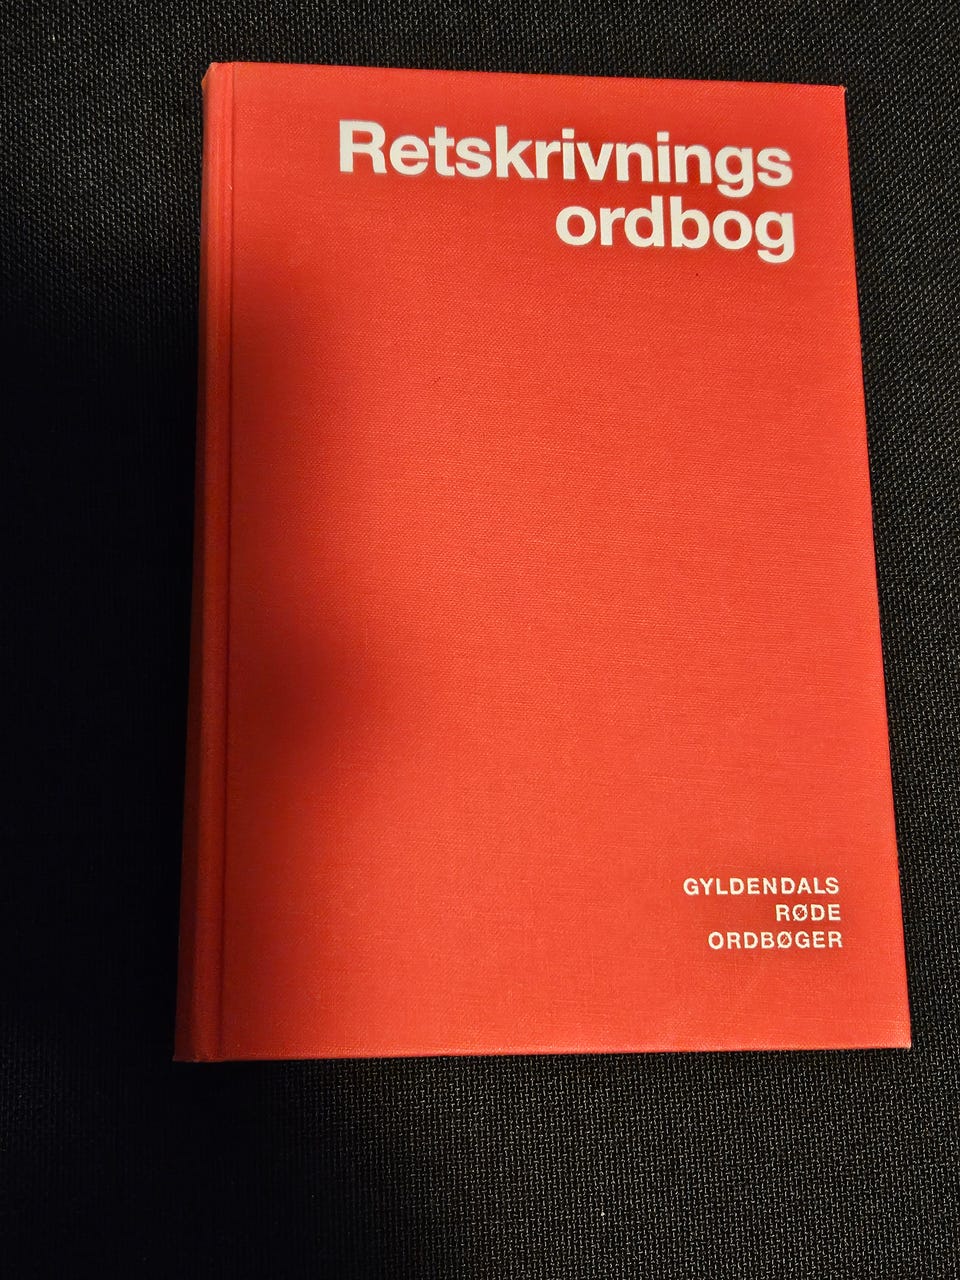 Retskrivnings
ordbog
GYLDENDALS
RØDE
ORDBØGER